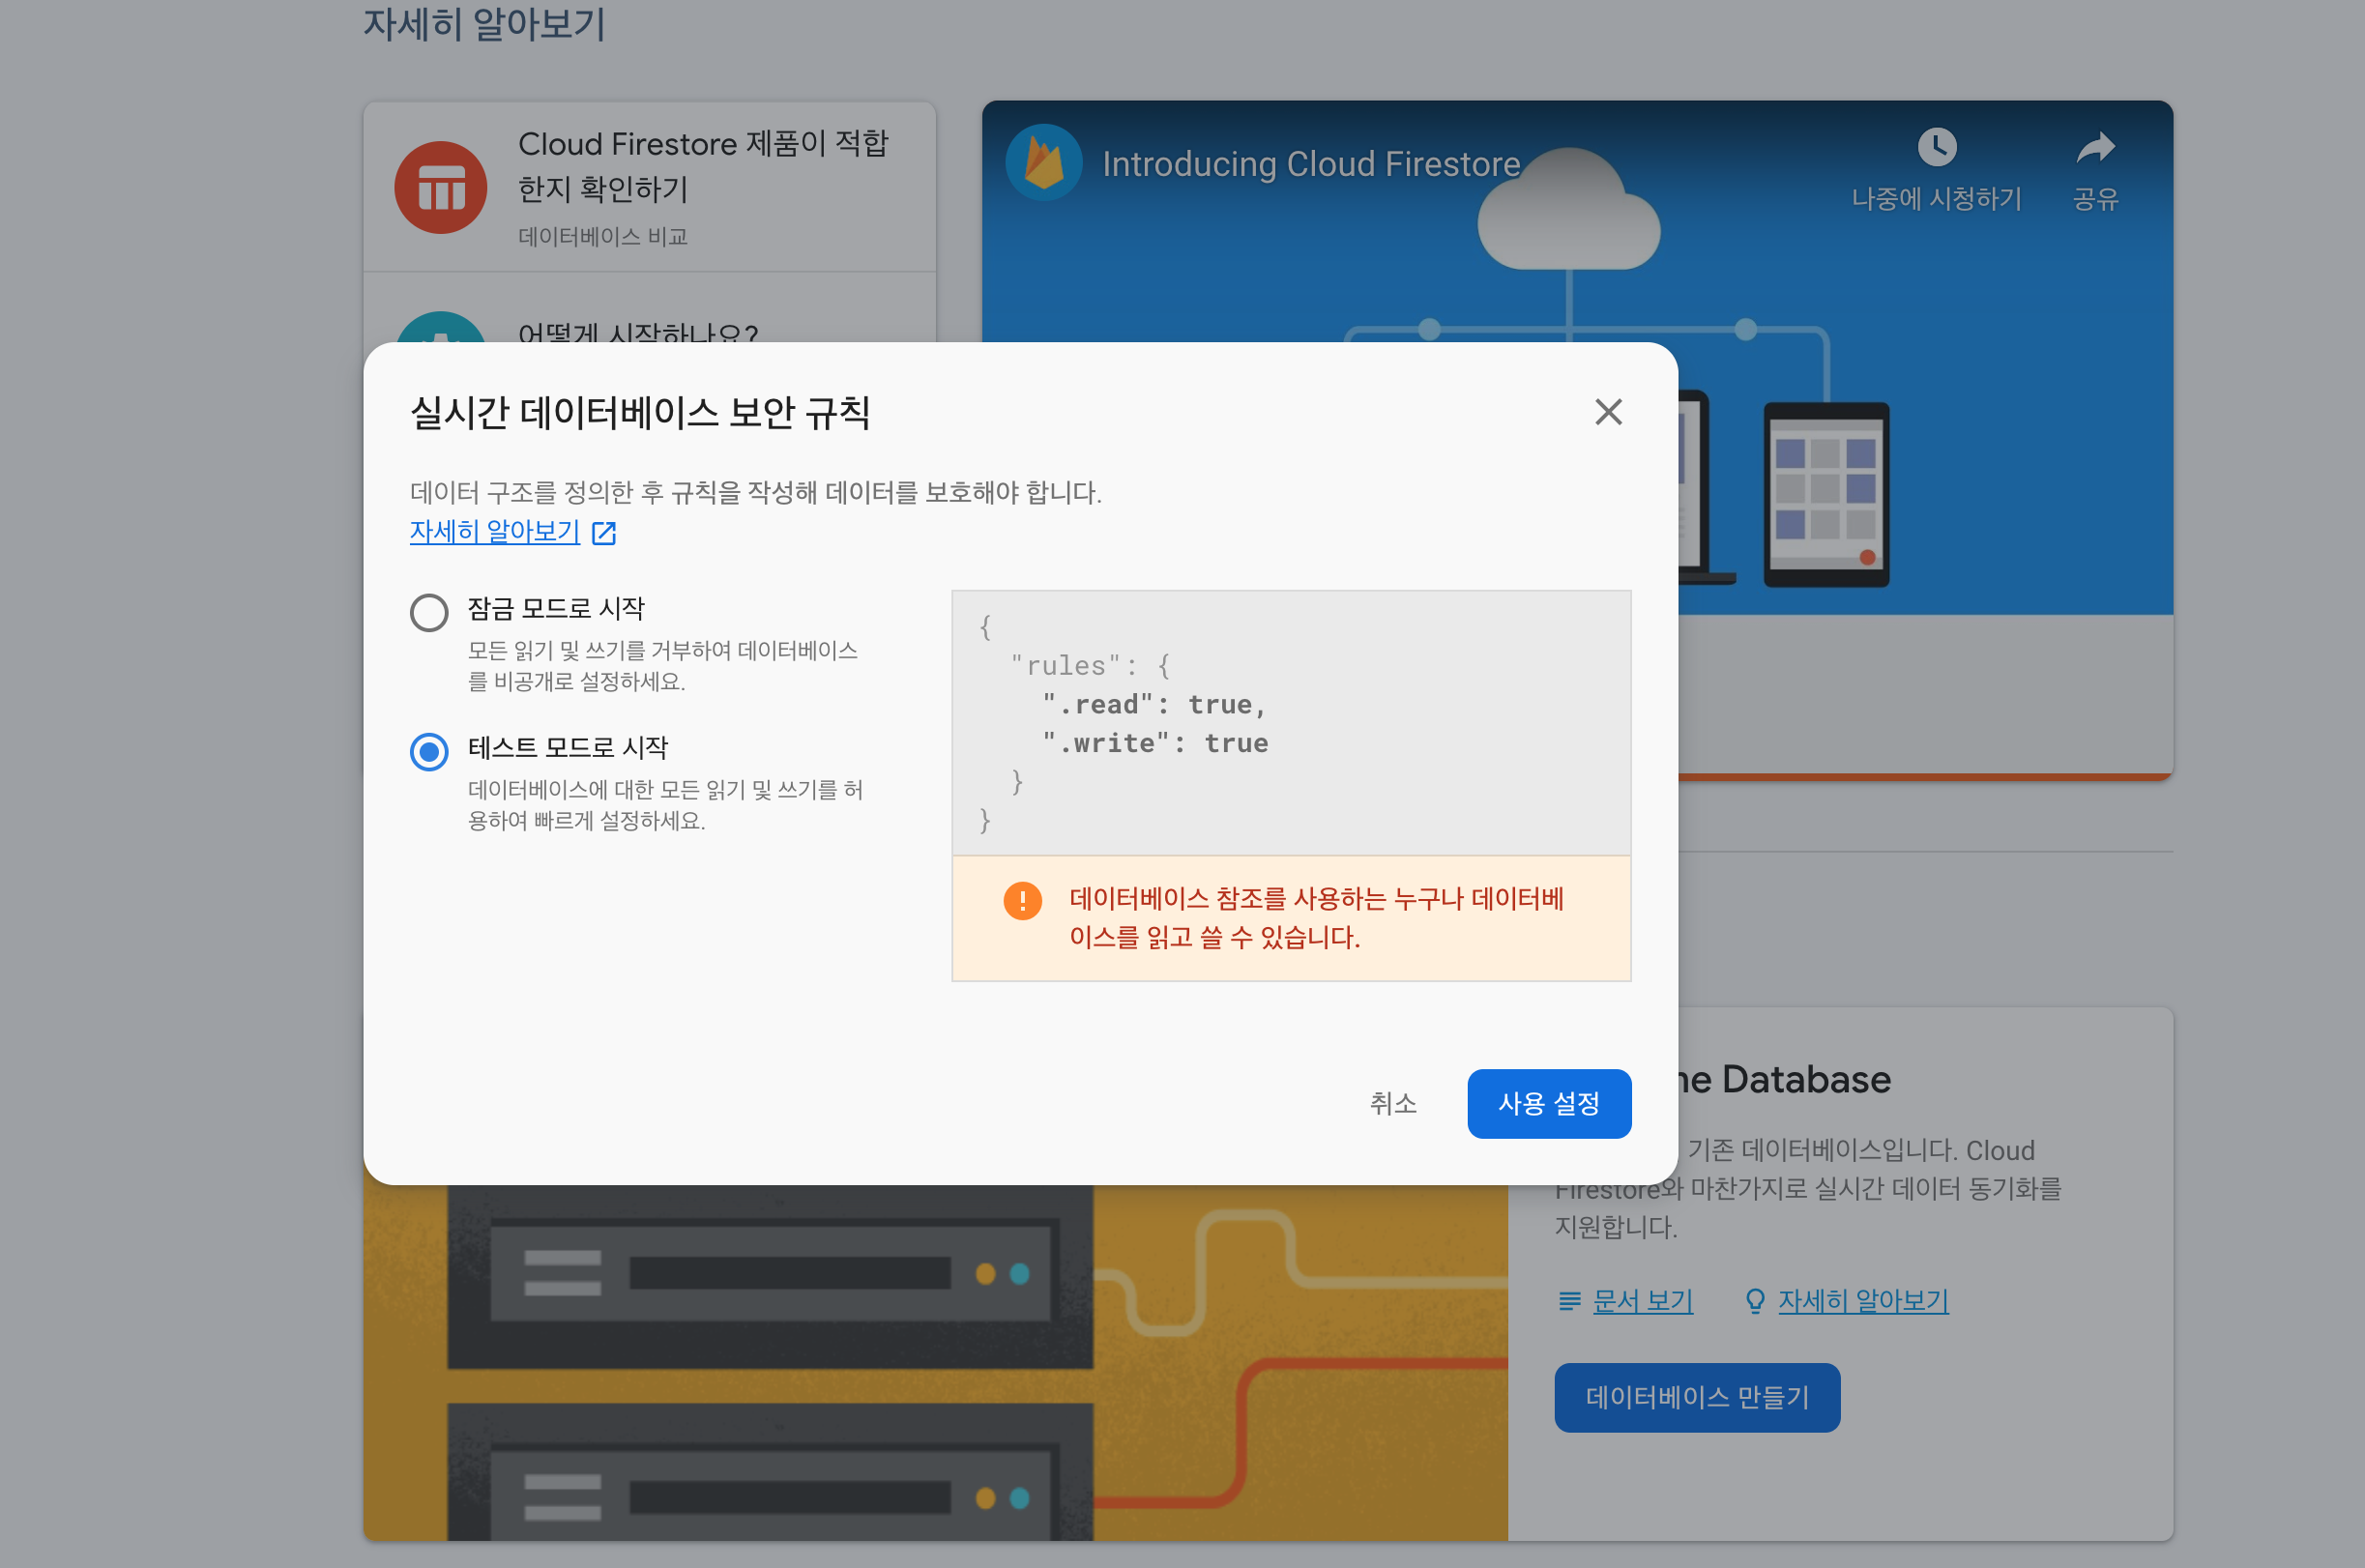 자세히 알아보기
Cloud Firestore 제품이 적합
한지 확인하기
데이터베이스 비교
어떻게 시작하나요?
Introducing Cloud Firestore
나중에 시청하기
공유
실시간 데이터베이스 보안 규칙
데이터 구조를 정의한 후 규칙을 작성해 데이터를 보호해야 합니다.
자세히 알아보기
잠금 모드로 시작
모든 읽기 및 쓰기를 거부하여 데이터베이스
를 비공개로 설정하세요.
테스트 모드로 시작
데이터베이스에 대한 모든 읽기 및 쓰기를 허
용하여 빠르게 설정하세요.
{
"rules": {
".read": true,
".write": true
}
}
데이터베이스 참조를 사용하는 누구나 데이터베
이스를 읽고 쓸 수 있습니다.
취소
사용 설정
Database
기존 데이터베이스입니다. Cloud
Firestore와 마찬가지로 실시간 데이터 동기화를
지원합니다.
문서 보기
자세히 알아보기
데이터베이스 만들기